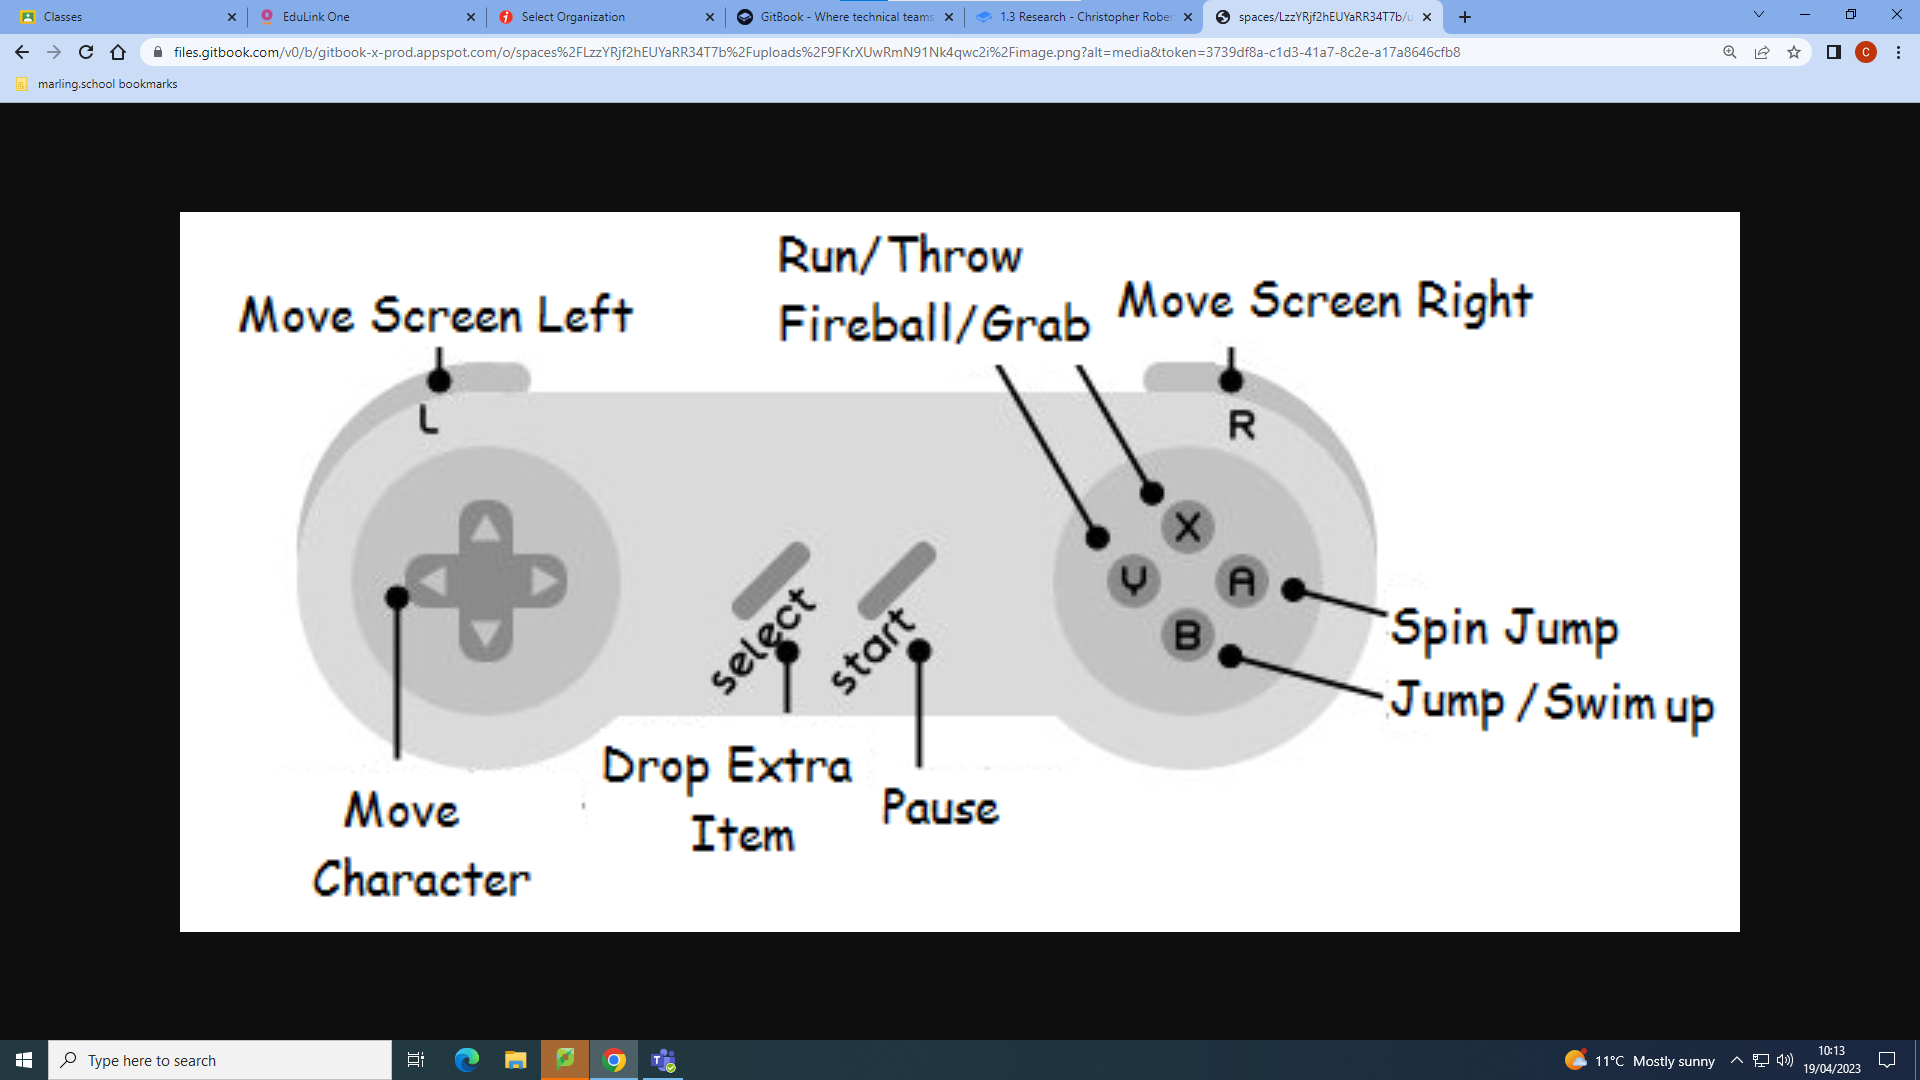 Classes
EduLink One
Select Organization
GitBook - Where technical teams
1.3 Research - Christopher Rober
spaces/LzzYRjf2hEUYaRR34T7b/u
files.gitbook.com/v0/b/gitbook-x-prod.appspot.com/o/spaces%2FLzzYRjf2hEUYaRR34T7b%2Fuploads%2F9FKrXUwRmN91Nk4qwc2i%2Fimage.png?alt=media&token=3739df8a-c1d3-41a7-8c2e-a17a8646cfb8
C
marling.school bookmarks
Run/Throw
Fireball/Grab
Move Screen Left
Move Screen Right
L
R
X
Y
A
B
select
start
Spin Jump
Jump /Swim up
Drop Extra
Item
Pause
Move
Character
Type here to search
11°C Mostly sunny
10:13
19/04/2023